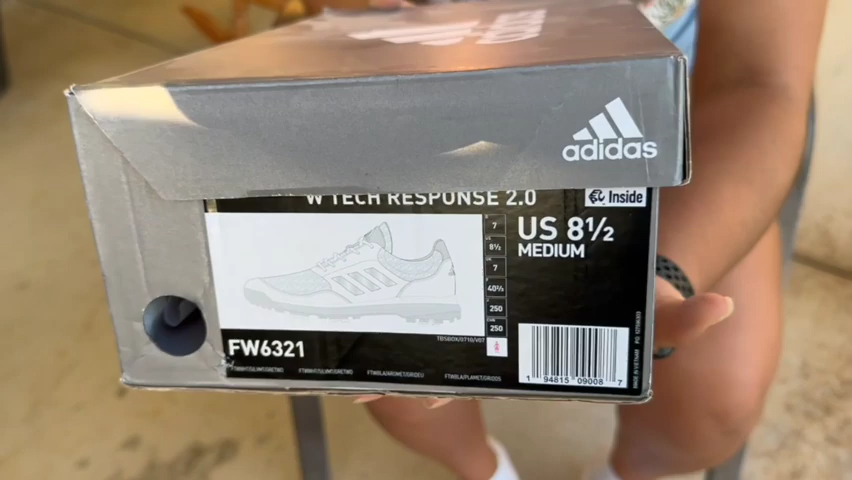 adidas
W TECH RESPONSE 2.0
Inside
US 8½
MEDIUM
7
8½
7
40⅔
250
250
FW6321
1 94815 09008 7